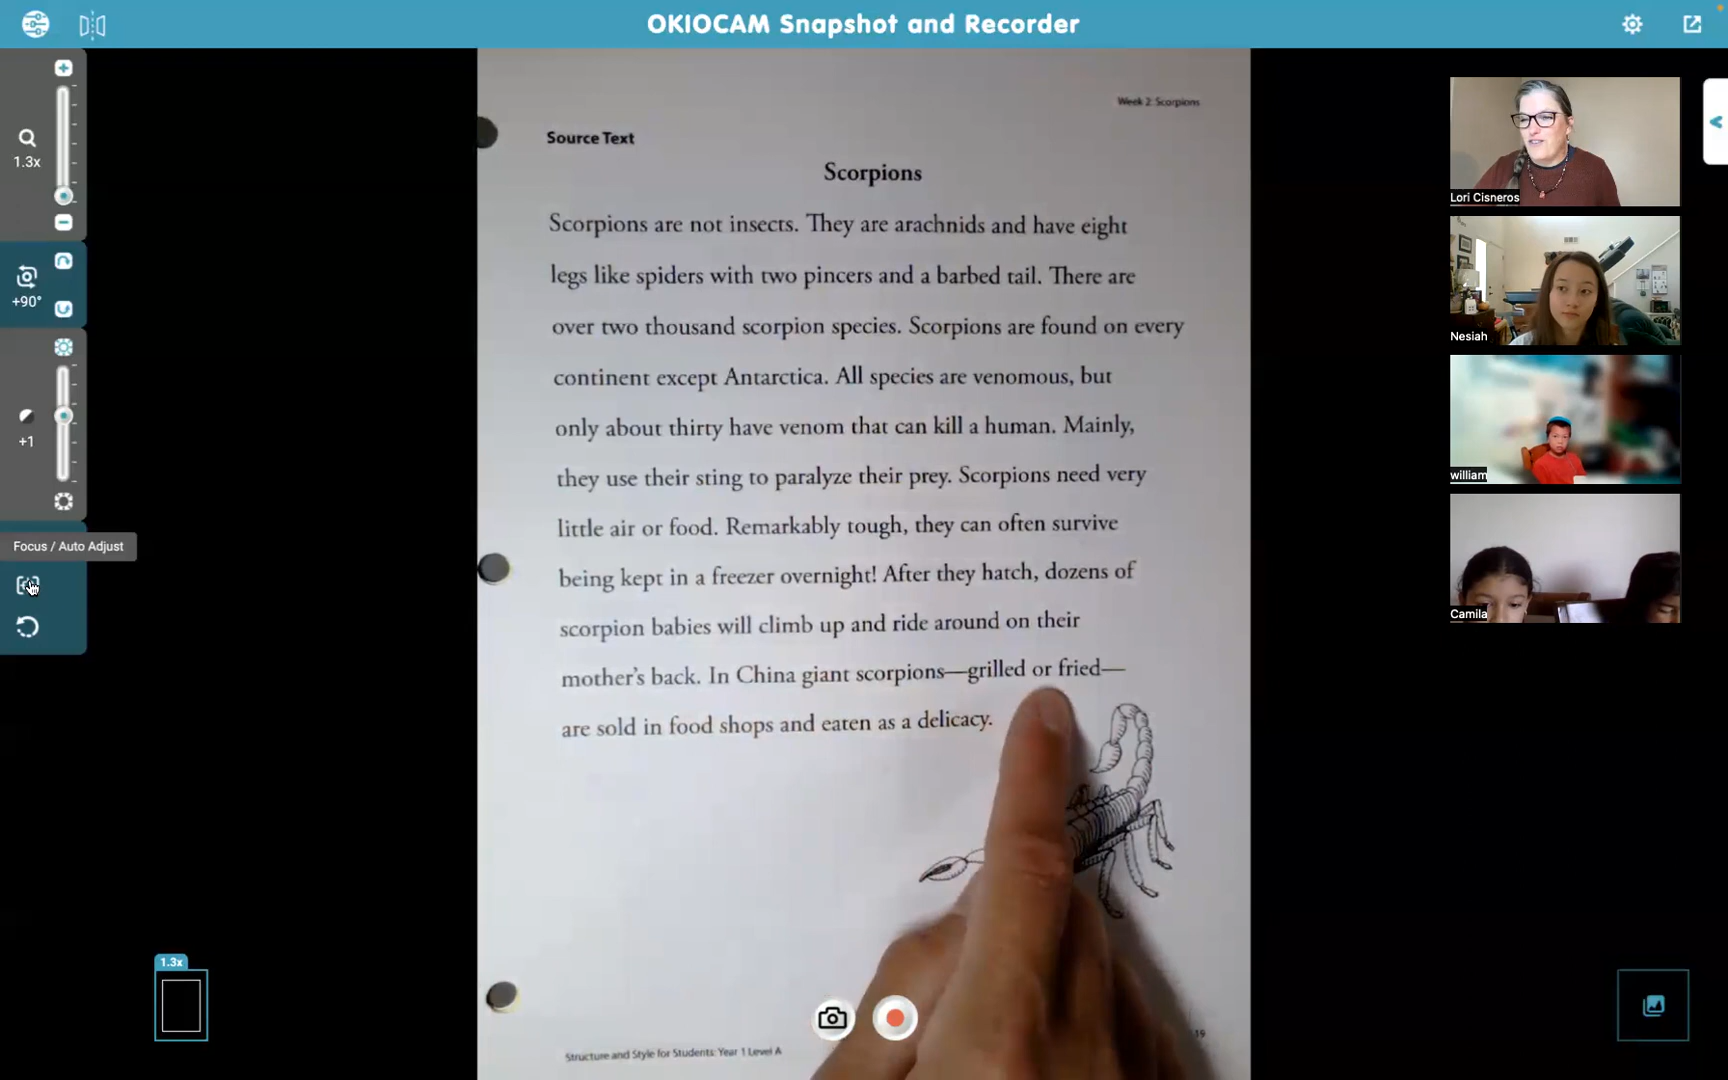 OKIOCAM Snapshot and Recorder
1.3x
+90°
+1
Focus / Auto Adjust
1.3x
Week 2: Scorpions
Source Text
Scorpions
Scorpions are not insects. They are arachnids and have eight
legs like spiders with two pincers and a barbed tail. There are
over two thousand scorpion species. Scorpions are found on every
continent except Antarctica. All species are venomous, but
only about thirty have venom that can kill a human. Mainly,
they use their sting to paralyze their prey. Scorpions need very
little air or food. Remarkably tough, they can often survive
being kept in a freezer overnight! After they hatch, dozens of
scorpion babies will climb up and ride around on their
mother's back. In China giant scorpions—grilled or fried—
are sold in food shops and eaten as a delicacy.
Structure and Style for Students: Year 1 Level A
19
Lori Cisneros
Nesiah
william
Camila